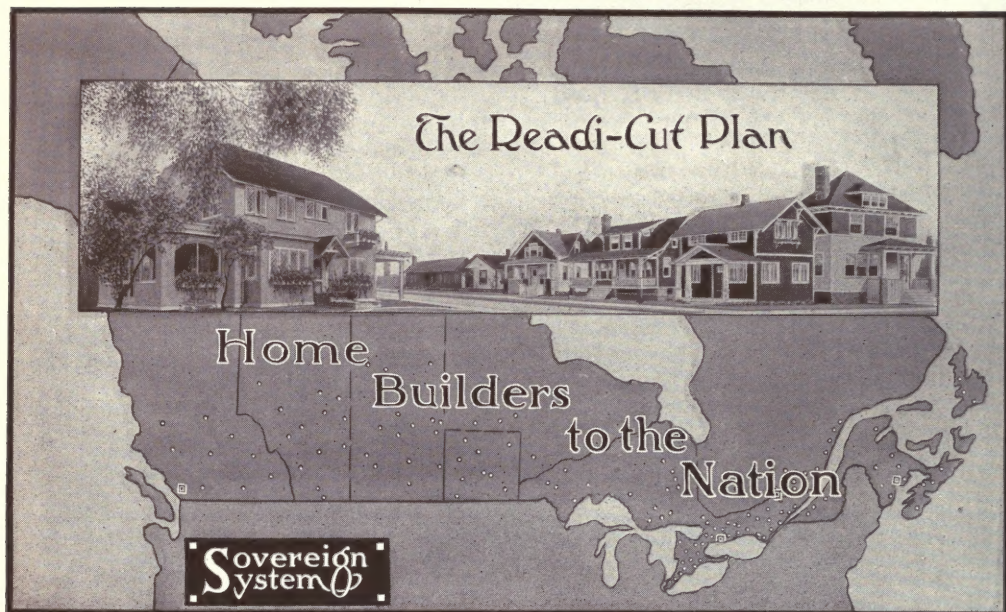 The Readi-Cut Plan
Home
Builders
to the
Nation
Sovereign
System